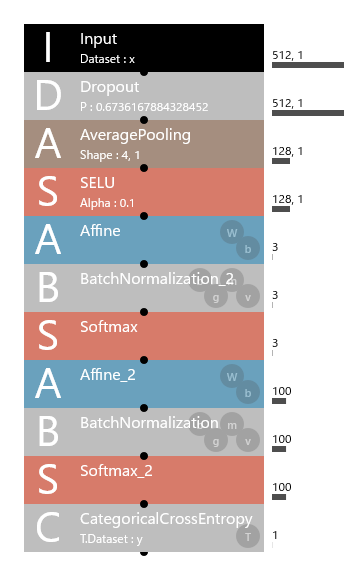 I
Input
Dataset : x
512, 1
D
Dropout
P : 0.6736167884328452
512, 1
A
AveragePooling
Shape : 4, 1
128, 1
S
SELU
Alpha : 0.1
128, 1
A
Affine
W
b
3
B
BatchNormalization_2
m
g
v
3
S
Softmax
3
A
Affine_2
W
b
100
B
BatchNormalization
m
g
v
100
S
Softmax_2
100
C
CategoricalCrossEntropy
T.Dataset : y
T
1